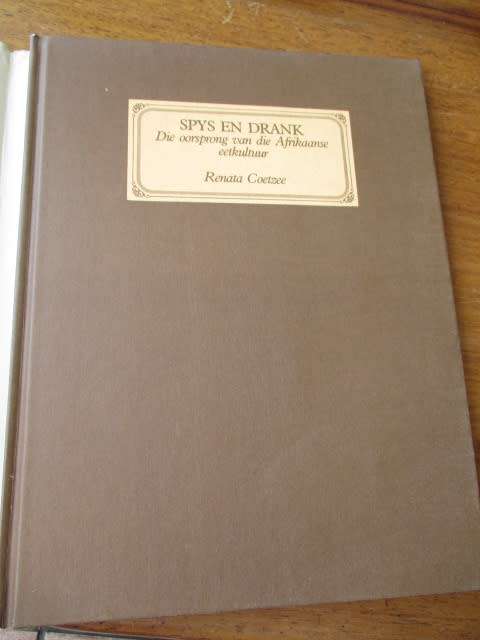 SPYS EN DRANK
Die oorsprong van die Afrikaanse
eetkultuur
Renata Coetzee